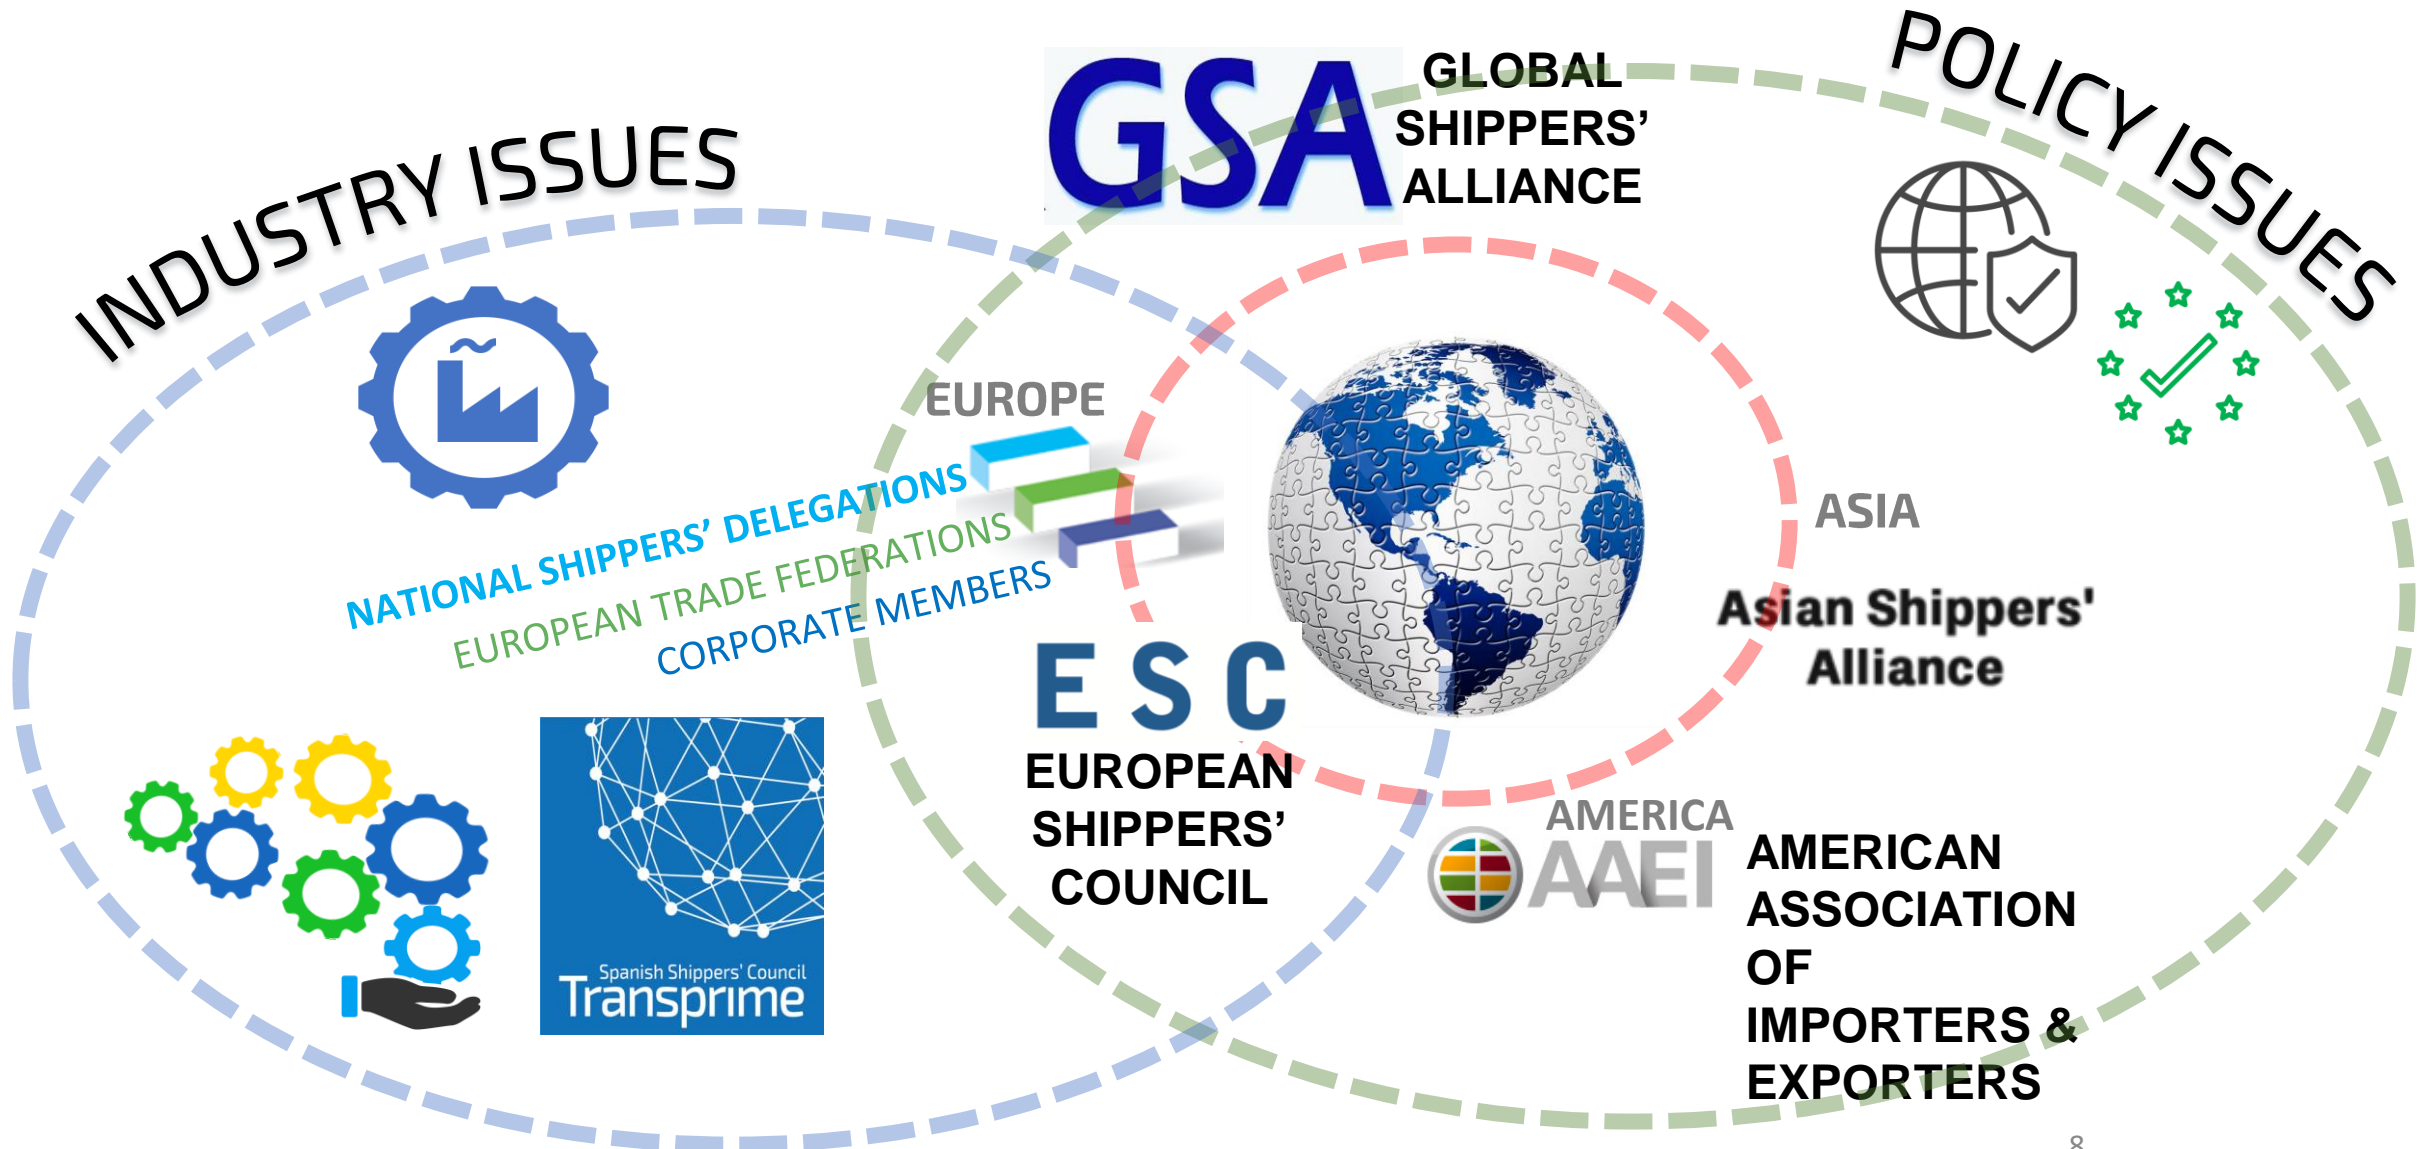 INDUSTRY ISSUES
GSA
GLOBAL
SHIPPERS’
ALLIANCE
POLICY ISSUES
EUROPE
NATIONAL SHIPPERS’ DELEGATIONS
EUROPEAN TRADE FEDERATIONS
CORPORATE MEMBERS
ESC
EUROPEAN
SHIPPERS’
COUNCIL
ASIA
Asian Shippers'
Alliance
Spanish Shippers' Council
Transprime
AMERICA
AAEI
AMERICAN
ASSOCIATION
OF
IMPORTERS &
EXPORTERS
8